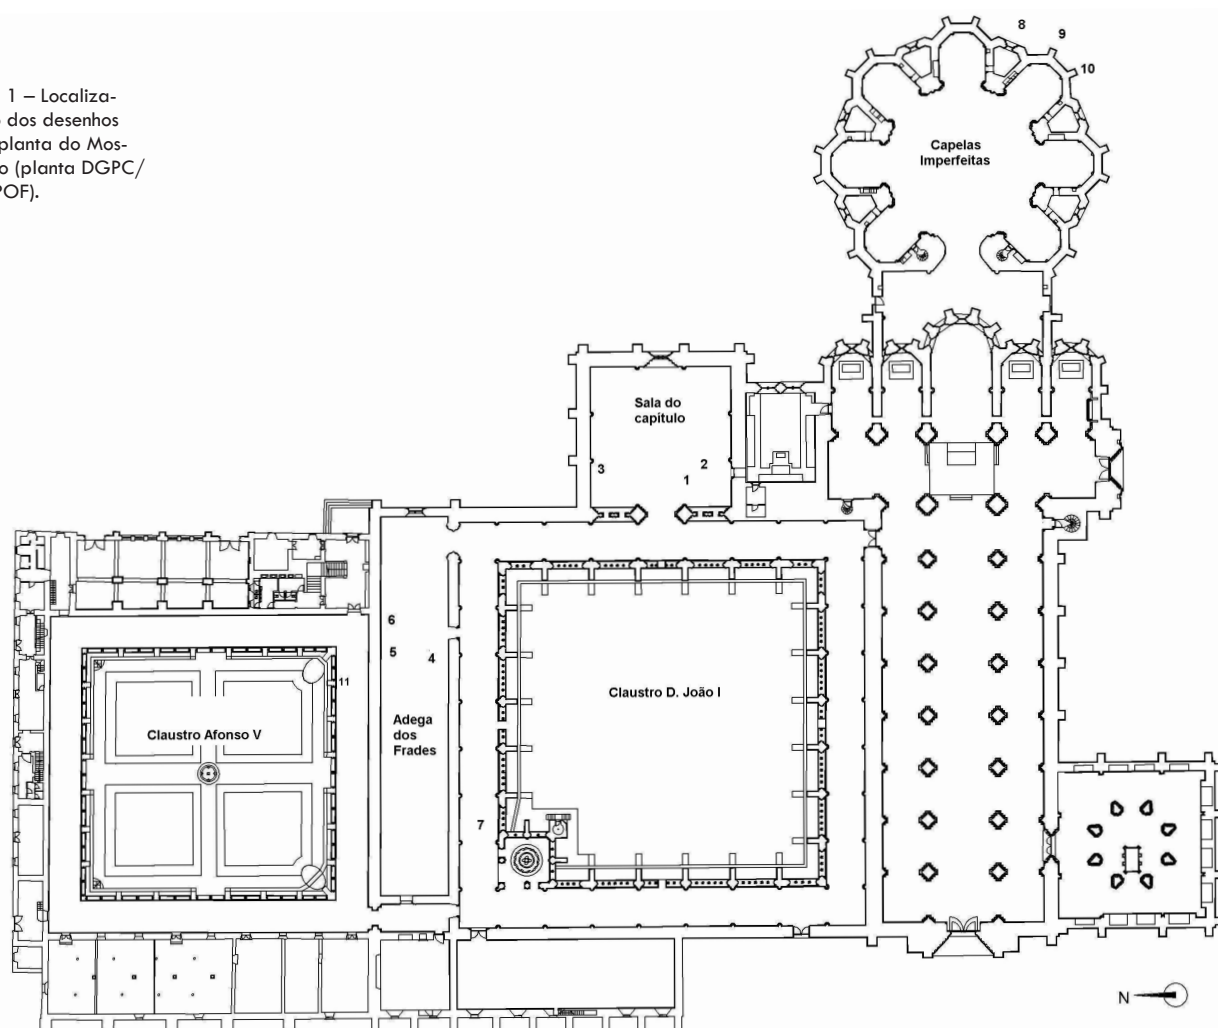 1 – Localiza-
dos desenhos
planta do Mos-
(planta DGPC/
POF).
8
9
10
Capelas
Imperfeitas
Sala do
capítulo
3
2
1
6
5
4
11
Claustro D. João I
Claustro Afonso V
Adega
dos
Frades
7
N